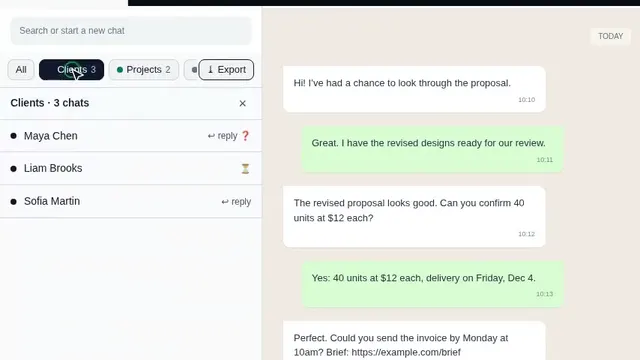 Search or start a new chat
All
Clients 3
Projects 2
⤓ Export
Clients · 3 chats
×
Maya Chen
↩ reply ❓
Liam Brooks
⏳
Sofia Martin
↩ reply
TODAY
Hi! I've had a chance to look through the proposal.
10:10
Great. I have the revised designs ready for our review.
10:11
The revised proposal looks good. Can you confirm 40
units at $12 each?
10:12
Yes: 40 units at $12 each, delivery on Friday, Dec 4.
10:13
Perfect. Could you send the invoice by Monday at
10am? Brief: https://example.com/brief